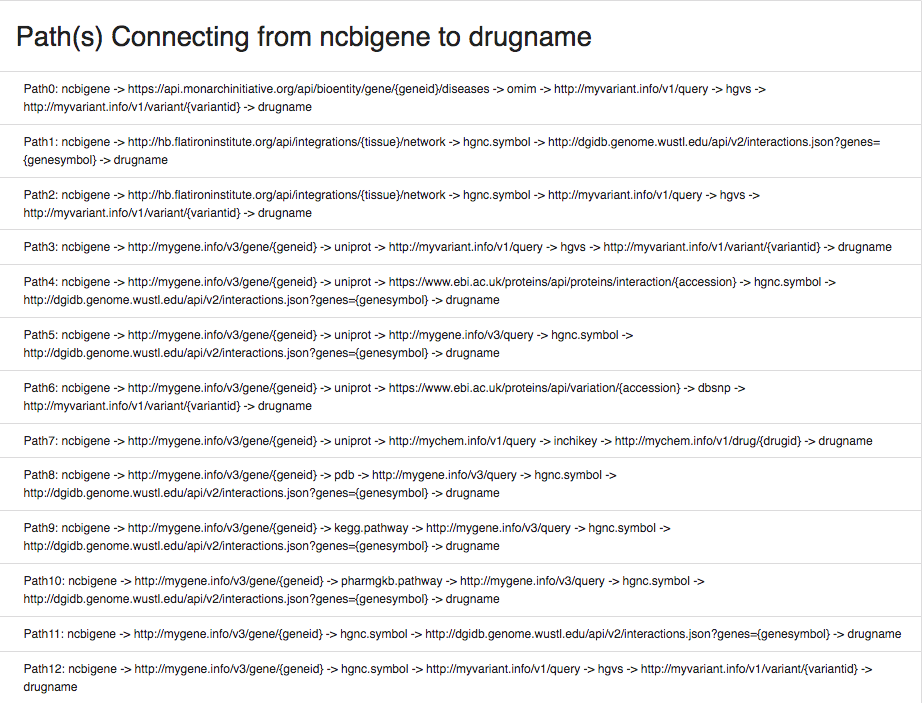 Path(s) Connecting from ncbigene to drugname
Path0: ncbigene -> https://api.monarchinitiative.org/api/bioentity/gene/{geneid}/diseases -> omim -> http://myvariant.info/v1/query -> hgvs ->
http://myvariant.info/v1/variant/{variantid} -> drugname
Path1: ncbigene -> http://hb.flatironinstitute.org/api/integrations/{tissue}/network -> hgnc.symbol -> http://dgidb.genome.wustl.edu/api/v2/interactions.json?genes=
{genesymbol} -> drugname
Path2: ncbigene -> http://hb.flatironinstitute.org/api/integrations/{tissue}/network -> hgnc.symbol -> http://myvariant.info/v1/query -> hgvs ->
http://myvariant.info/v1/variant/{variantid} -> drugname
Path3: ncbigene -> http://mygene.info/v3/gene/{geneid} -> uniprot -> http://myvariant.info/v1/query -> hgvs -> http://myvariant.info/v1/variant/{variantid} -> drugname
Path4: ncbigene -> http://mygene.info/v3/gene/{geneid} -> uniprot -> https://www.ebi.ac.uk/proteins/api/proteins/interaction/{accession} -> hgnc.symbol ->
http://dgidb.genome.wustl.edu/api/v2/interactions.json?genes={genesymbol} -> drugname
Path5: ncbigene -> http://mygene.info/v3/gene/{geneid} -> uniprot -> http://mygene.info/v3/query -> hgnc.symbol ->
http://dgidb.genome.wustl.edu/api/v2/interactions.json?genes={genesymbol} -> drugname
Path6: ncbigene -> http://mygene.info/v3/gene/{geneid} -> uniprot -> https://www.ebi.ac.uk/proteins/api/variation/{accession} -> dbsnp ->
http://myvariant.info/v1/variant/{variantid} -> drugname
Path7: ncbigene -> http://mygene.info/v3/gene/{geneid} -> uniprot -> http://mychem.info/v1/query -> inchikey -> http://mychem.info/v1/drug/{drugid} -> drugname
Path8: ncbigene -> http://mygene.info/v3/gene/{geneid} -> pdb -> http://mygene.info/v3/query -> hgnc.symbol ->
http://dgidb.genome.wustl.edu/api/v2/interactions.json?genes={genesymbol} -> drugname
Path9: ncbigene -> http://mygene.info/v3/gene/{geneid} -> kegg.pathway -> http://mygene.info/v3/query -> hgnc.symbol ->
http://dgidb.genome.wustl.edu/api/v2/interactions.json?genes={genesymbol} -> drugname
Path10: ncbigene -> http://mygene.info/v3/gene/{geneid} -> pharmgkb.pathway -> http://mygene.info/v3/query -> hgnc.symbol ->
http://dgidb.genome.wustl.edu/api/v2/interactions.json?genes={genesymbol} -> drugname
Path11: ncbigene -> http://mygene.info/v3/gene/{geneid} -> hgnc.symbol -> http://dgidb.genome.wustl.edu/api/v2/interactions.json?genes={genesymbol} -> drugname
Path12: ncbigene -> http://mygene.info/v3/gene/{geneid} -> hgnc.symbol -> http://myvariant.info/v1/query -> hgvs -> http://myvariant.info/v1/variant/{variantid} ->
drugname